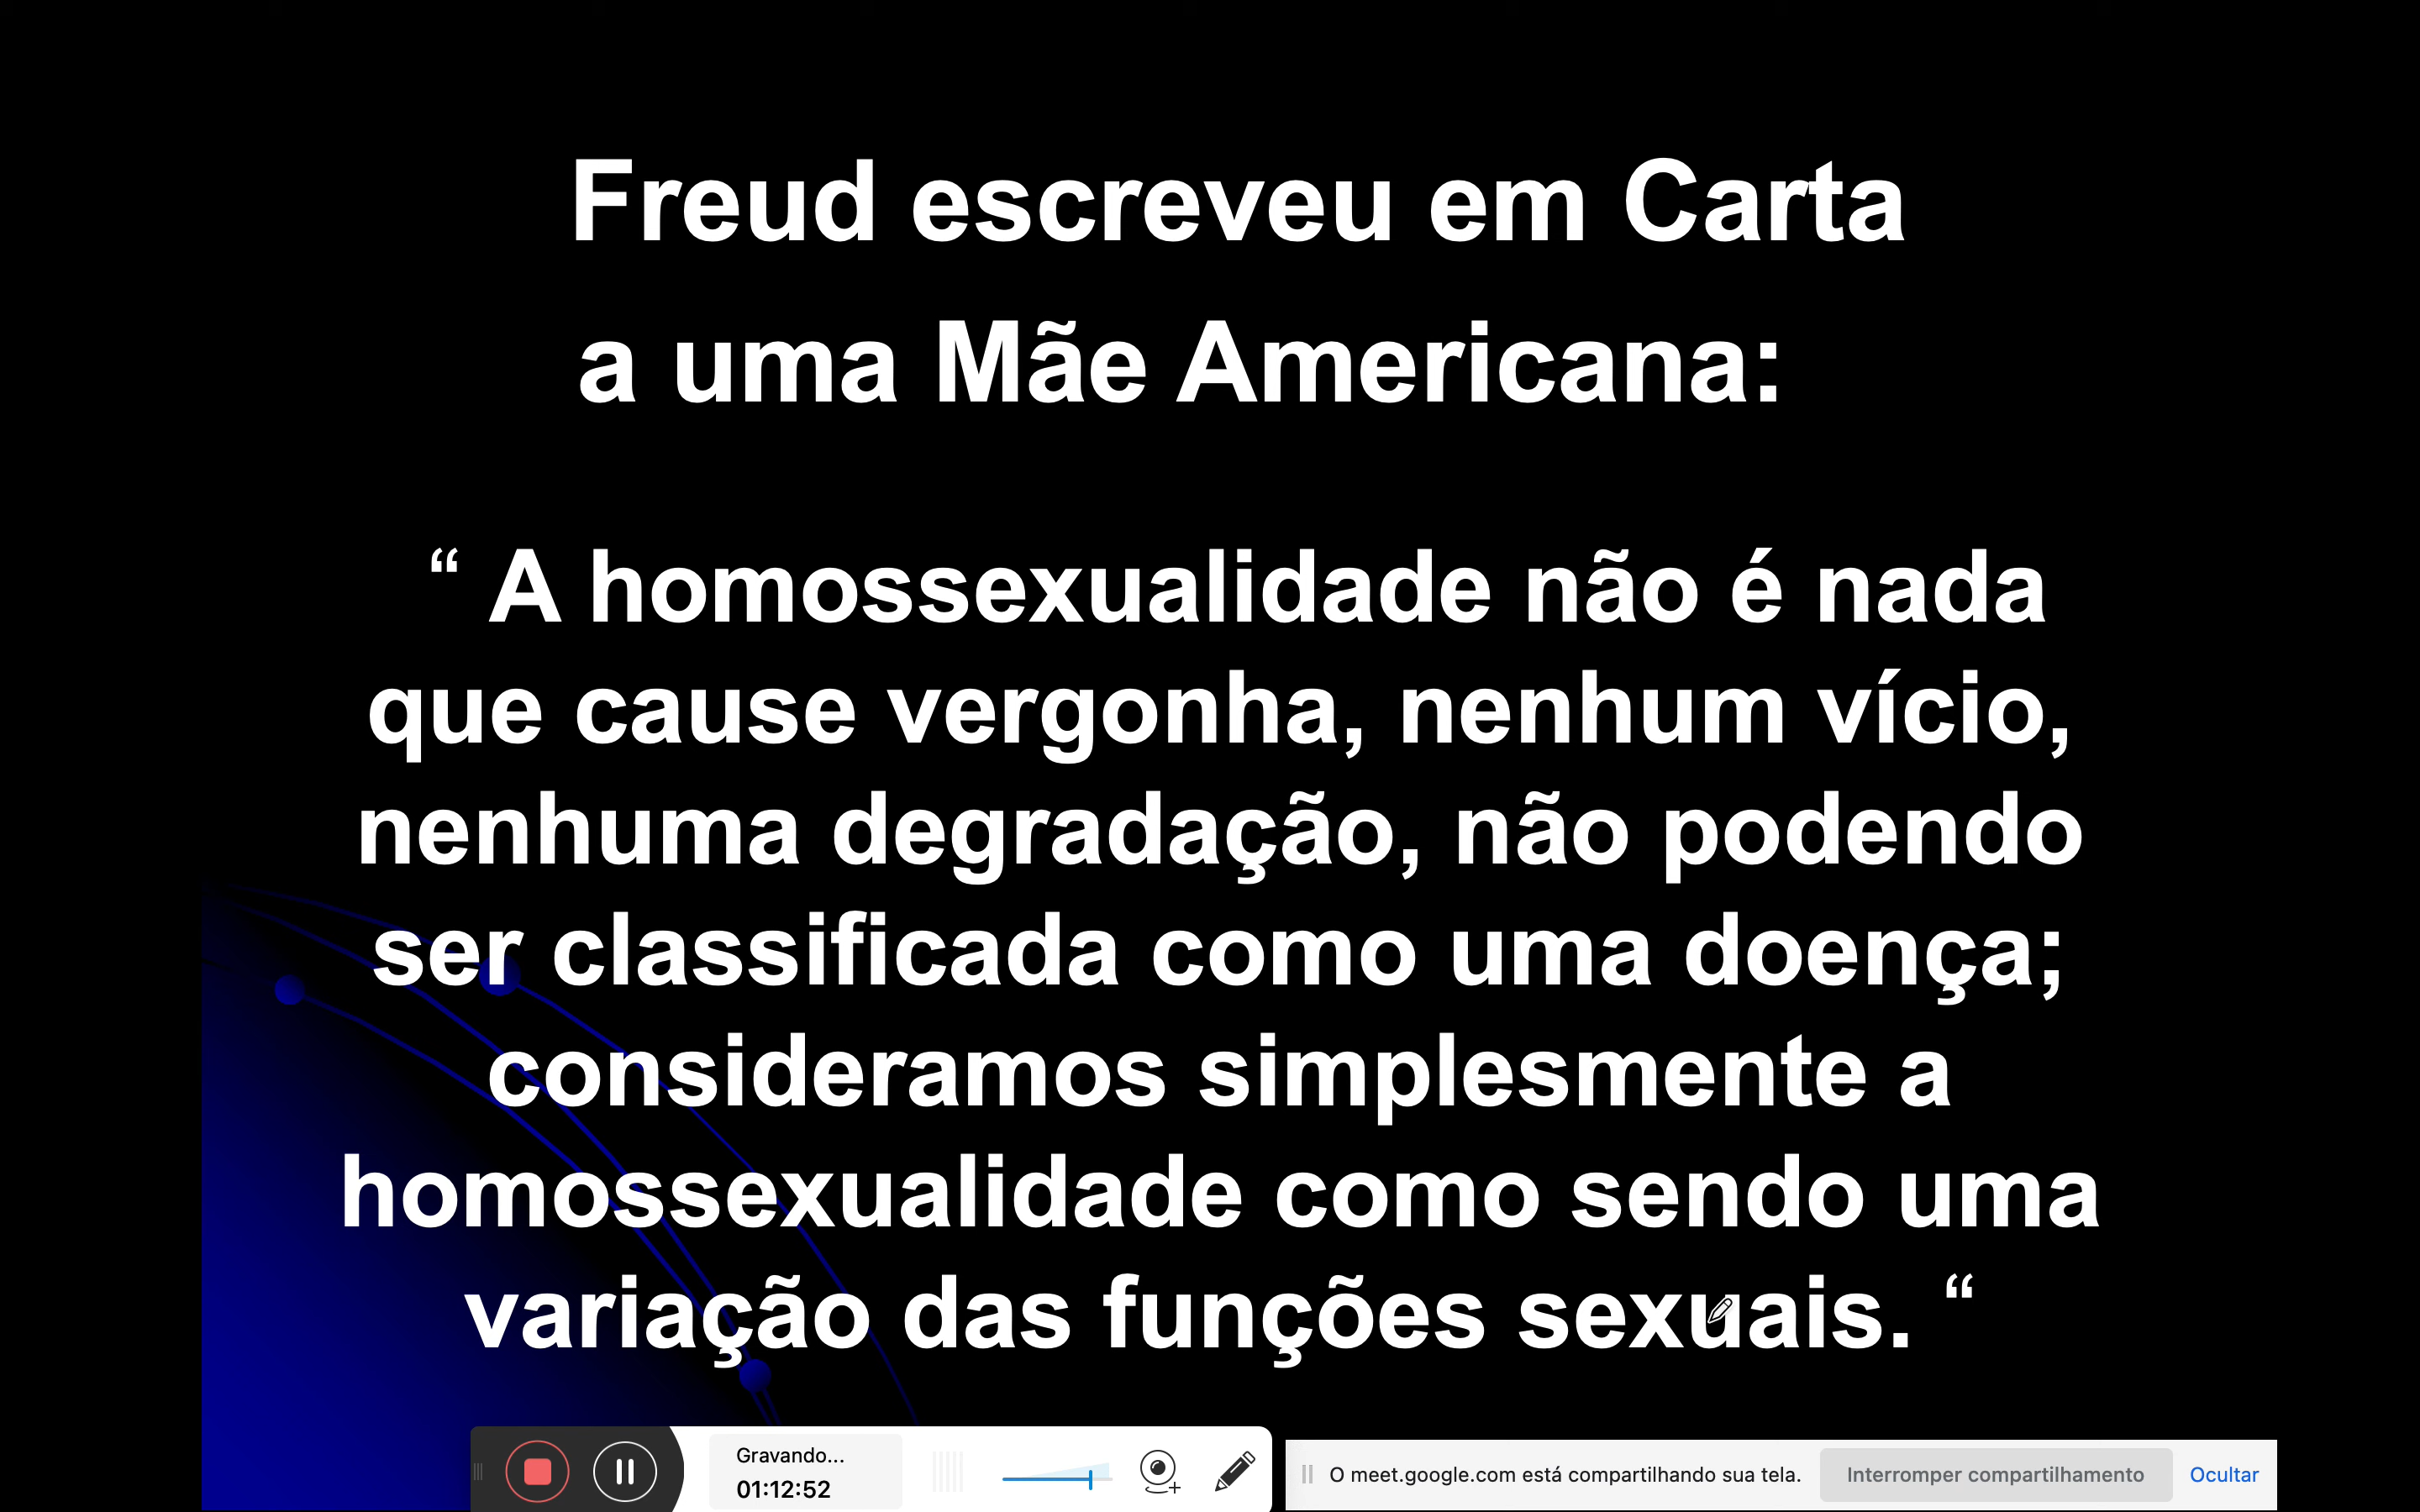 Freud escreveu em Carta
a uma Mãe Americana:
“ A homossexualidade não é nada
que cause vergonha, nenhum vício,
nenhuma degradação, não podendo
ser classificada como uma doença;
consideramos simplesmente a
homossexualidade como sendo uma
variação das funções sexuais. “
Gravando...
01:12:52
O meet.google.com está compartilhando sua tela.
Interromper compartilhamento
Ocultar